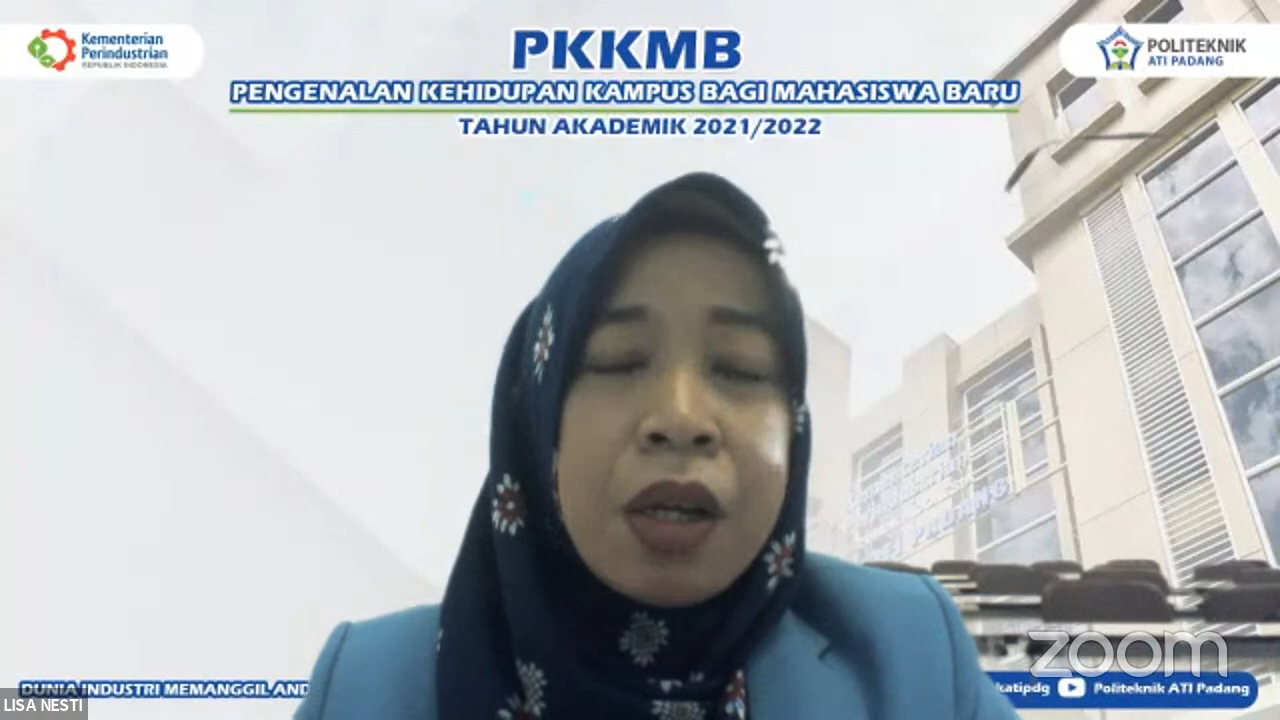 Kementerian
Perindustrian
REPUBLIK INDONESIA
PKKMB
PENGENALAN KEHIDUPAN KAMPUS BAGI MAHASISWA BARU
TAHUN AKADEMIK 2021/2022
POLITEKNIK
ATI PADANG
PADANG
zoom
DUNIA INDUSTRI MEMANGGIL AND
katipdg
Politeknik ATI Padang
LISA NESTI